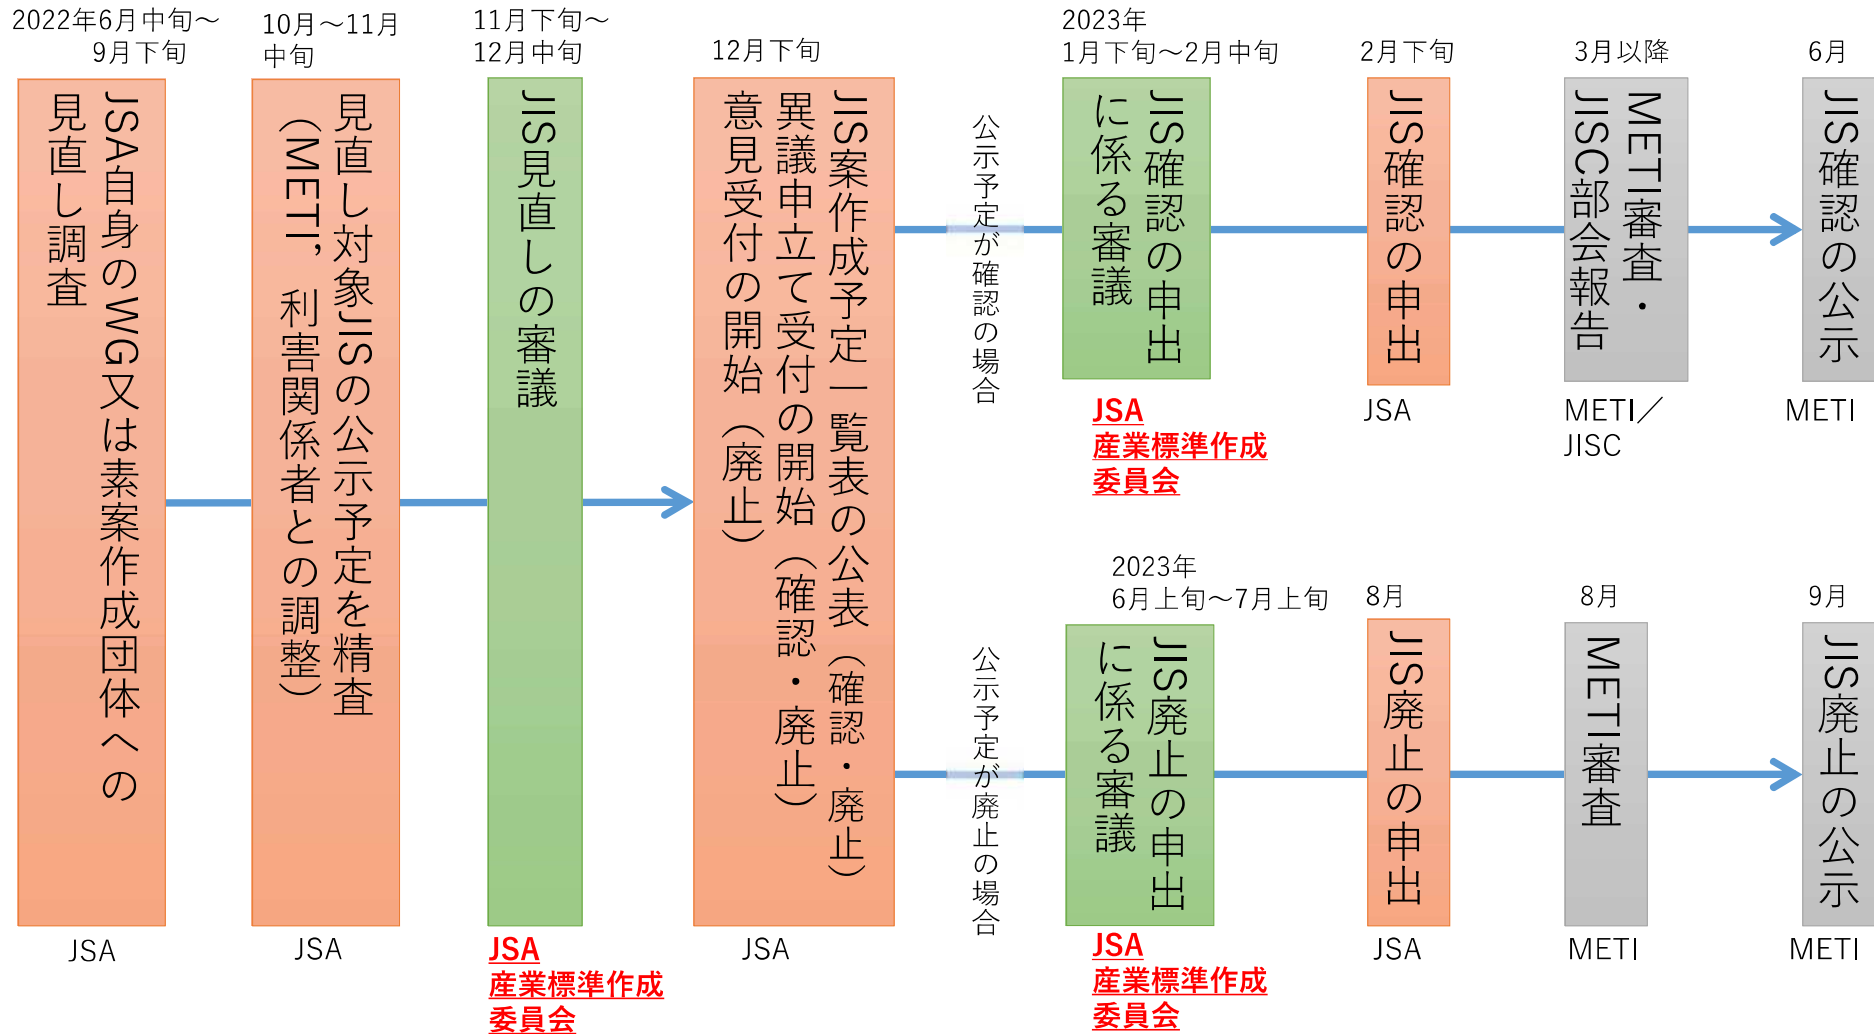 2022年6月中旬～
9月下旬
JSA自身のWG又は素案作成団体への
見直し調査
JSA
10月～11月
中旬
見直し対象JISの公示予定を精査
（METI，利害関係者との調整）
JSA
11月下旬～
12月中旬
JIS見直しの審議
JSA
産業標準作成
委員会
12月下旬
JIS案作成予定一覧表の公表（確認・廃止）
異議申立て受付の開始（確認・廃止）
意見受付の開始（廃止）
JSA
公示予定が確認の場合
2023年
1月下旬～2月中旬
JIS確認の申出
に係る審議
JSA
産業標準作成
委員会
2月下旬
JIS確認の申出
JSA
3月以降
METI審査・
JISC部会報告
METI／
JISC
6月
JIS確認の公示
METI
公示予定が廃止の場合
2023年
6月上旬～7月上旬
JIS廃止の申出
に係る審議
JSA
産業標準作成
委員会
8月
JIS廃止の申出
JSA
8月
METI審査
METI
9月
JIS廃止の公示
METI